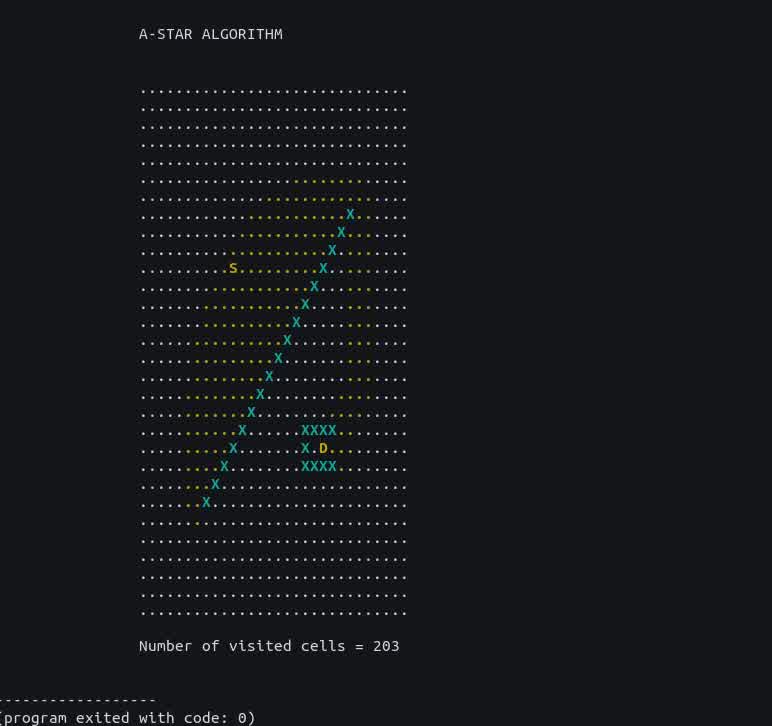 A-STAR ALGORITHM
..............................
..............................
..............................
..............................
..............................
..............................
..............................
.......................X......
......................X.......
.....................X........
..........S.........X.........
...................X..........
..................X...........
.................X............
................X.............
...............X..............
..............X...............
.............X................
............X.................
...........X......XXXX........
..........X.......X.D.........
.........X........XXXX........
........X.....................
.......X......................
..............................
..............................
..............................
..............................
..............................
..............................
Number of visited cells = 203
------------------
(program exited with code: 0)